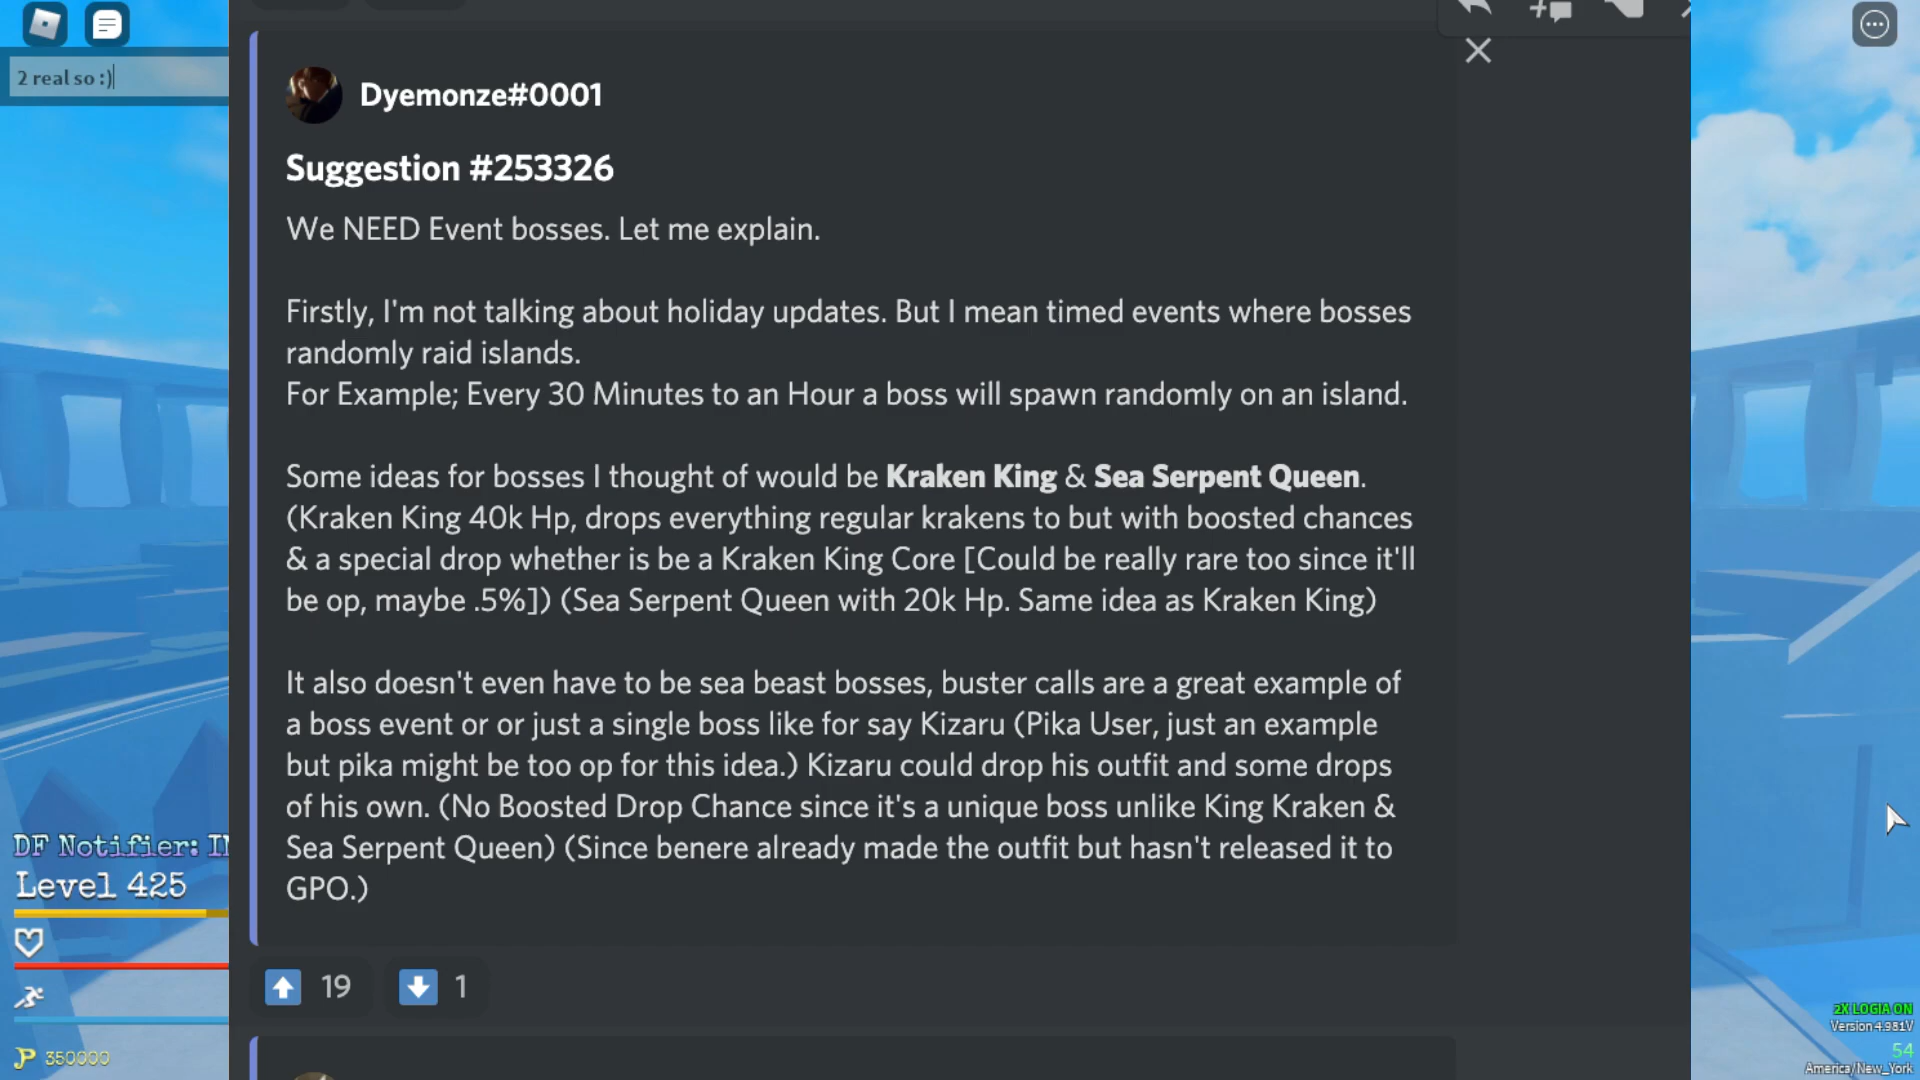 2 real so :)
Dyemonze#0001
Suggestion #253326
We NEED Event bosses. Let me explain.
Firstly, I'm not talking about holiday updates. But I mean timed events where bosses
randomly raid islands.
For Example; Every 30 Minutes to an Hour a boss will spawn randomly on an island.
Some ideas for bosses I thought of would be Kraken King & Sea Serpent Queen.
(Kraken King 40k Hp, drops everything regular krakens to but with boosted chances
& a special drop whether is be a Kraken King Core [Could be really rare too since it'll
be op, maybe .5%]) (Sea Serpent Queen with 20k Hp. Same idea as Kraken King)
It also doesn't even have to be sea beast bosses, buster calls are a great example of
a boss event or or just a single boss like for say Kizaru (Pika User, just an example
but pika might be too op for this idea.) Kizaru could drop his outfit and some drops
of his own. (No Boosted Drop Chance since it's a unique boss unlike King Kraken &
Sea Serpent Queen) (Since benere already made the outfit but hasn't released it to
GPO.)
19 1
DF Notifier:
Level 425
350000
2X LOGIA ON
Version 4.981V
54
America/New_York